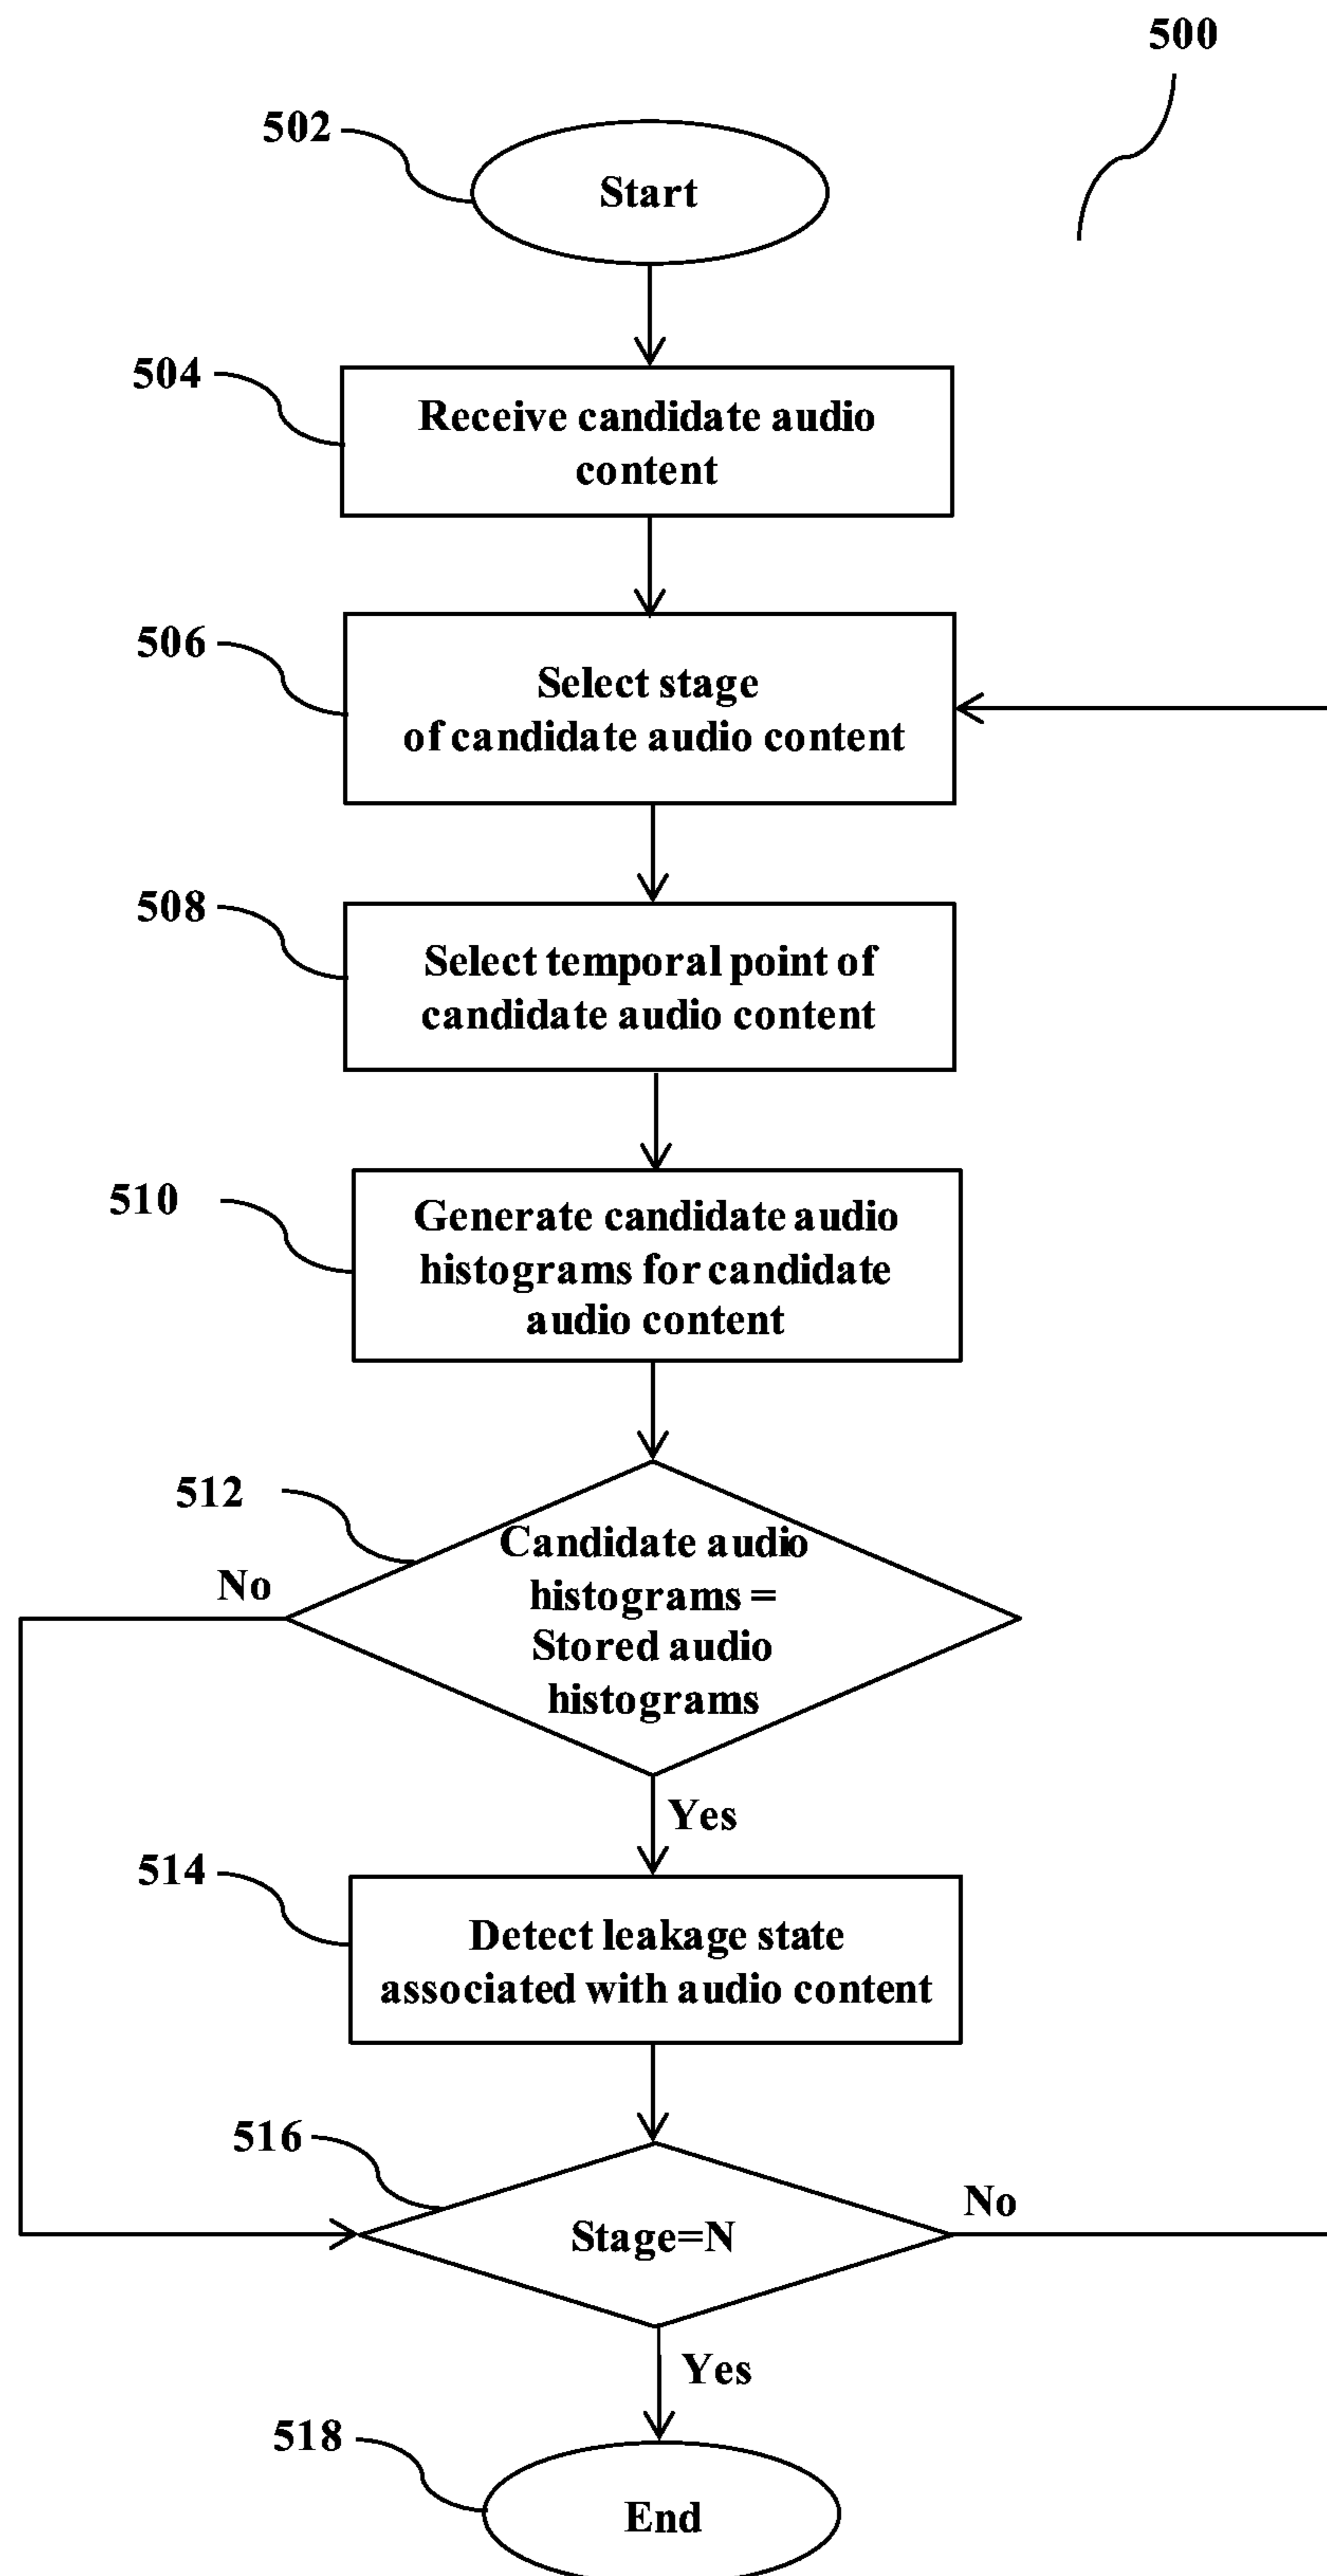 500
502
Start
504
Receive candidate audio
content
506
Select stage
of candidate audio content
508
Select temporal point of
candidate audio content
510
Generate candidate audio
histograms for candidate
audio content
512
Candidate audio
histograms =
Stored audio
histograms
No
Yes
514
Detect leakage state
associated with audio content
516
Stage=N
No
Yes
518
End